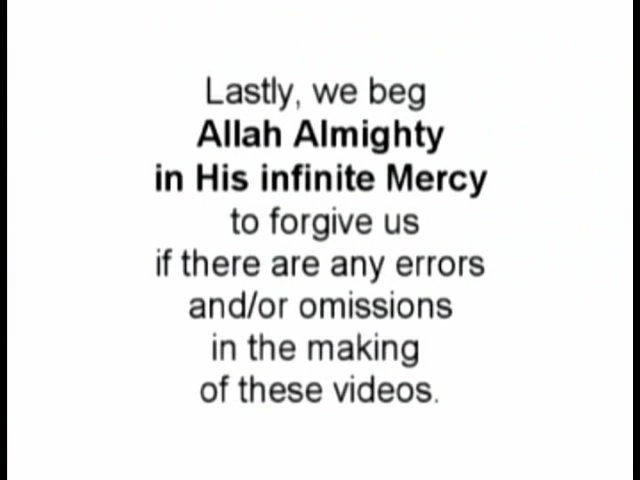 Lastly, we beg
Allah Almighty
in His infinite Mercy
to forgive us
if there are any errors
and/or omissions
in the making
of these videos.